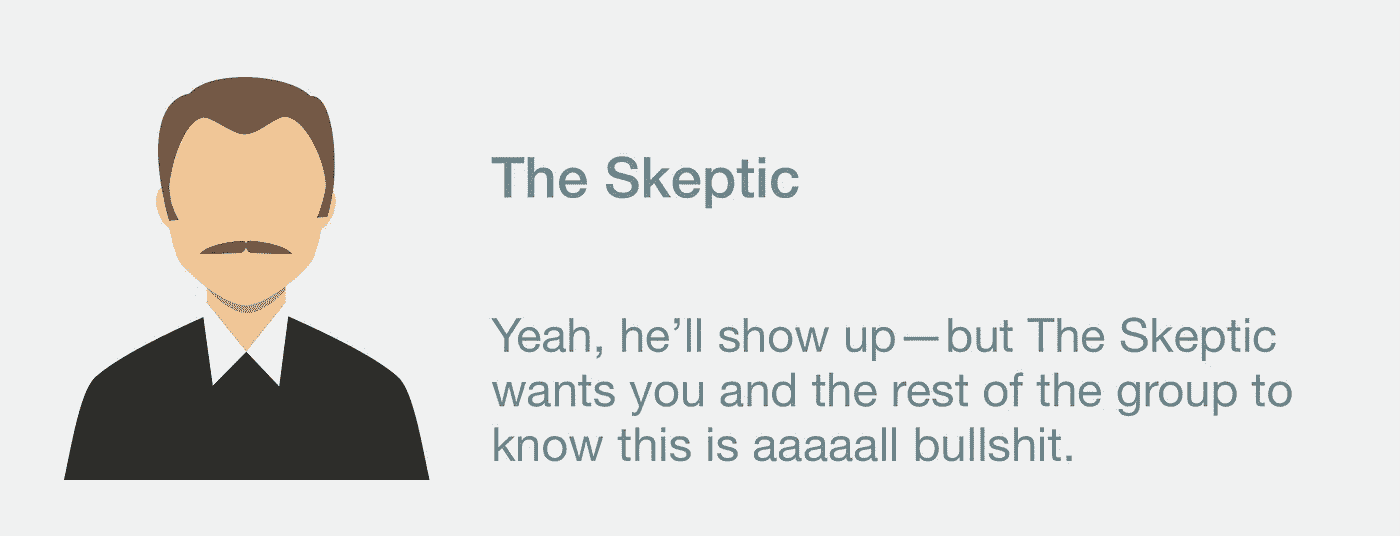 The Skeptic
Yeah, he’ll show up — but The Skeptic
wants you and the rest of the group to
know this is aaaaall bullshit.